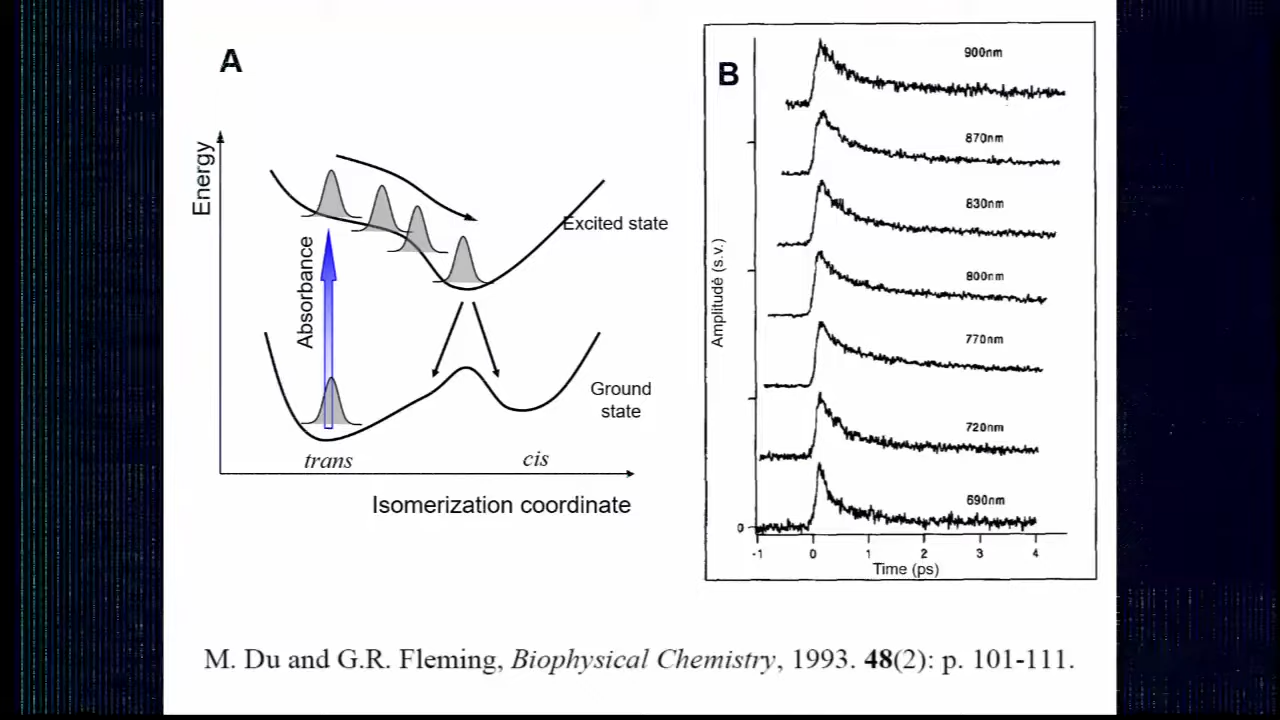 A
Energy
Absorbance
Excited state
Ground
state
trans
cis
Isomerization coordinate
B
900nm
870nm
830nm
800nm
770nm
720nm
690nm
Amplitudé (s.v.)
0
-1 0 1 2 3 4
Time (ps)
M. Du and G.R. Fleming, Biophysical Chemistry, 1993. 48(2): p. 101-111.